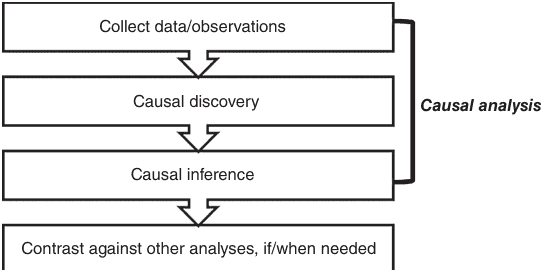 Collect data/observations
Causal discovery
Causal analysis
Causal inference
Contrast against other analyses, if/when needed